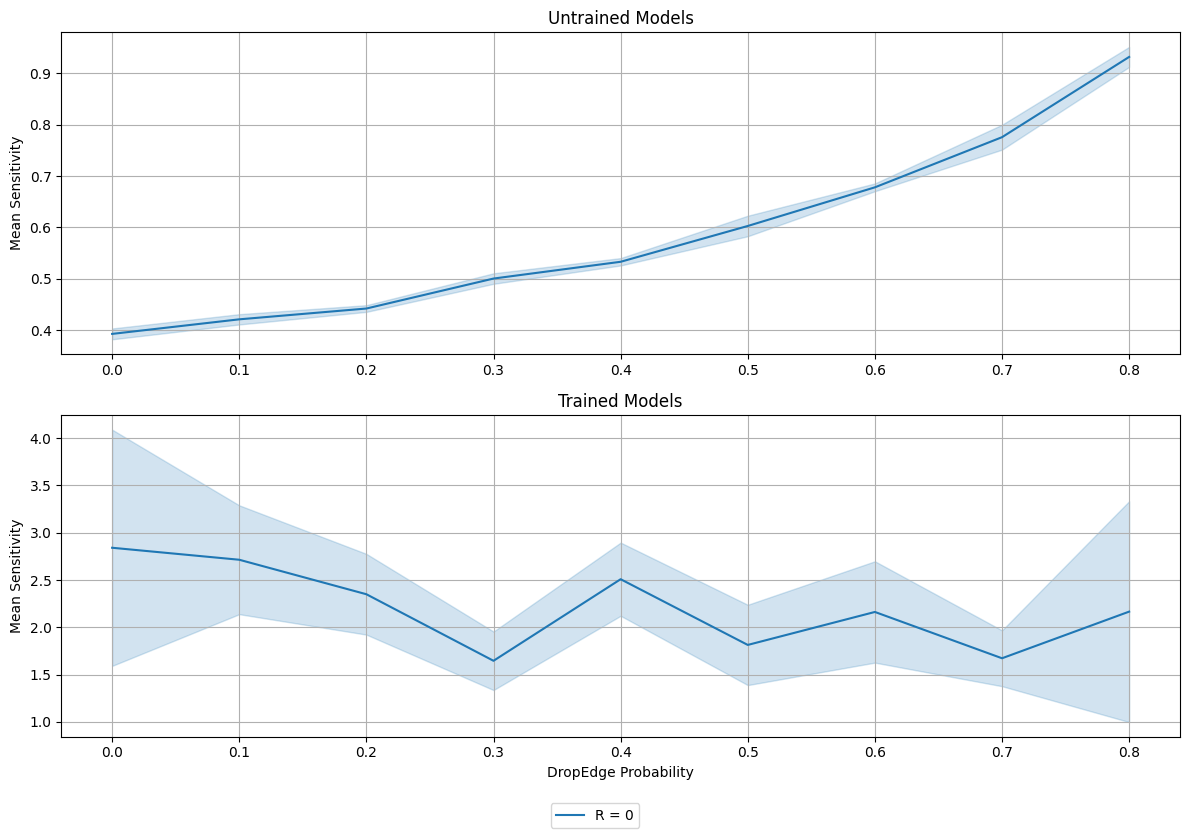 Untrained Models
Mean Sensitivity
0.9
0.8
0.7
0.6
0.5
0.4
0.0 0.1 0.2 0.3 0.4 0.5 0.6 0.7 0.8
Trained Models
Mean Sensitivity
4.0
3.5
3.0
2.5
2.0
1.5
1.0
0.0 0.1 0.2 0.3 0.4 0.5 0.6 0.7 0.8
DropEdge Probability
R = 0